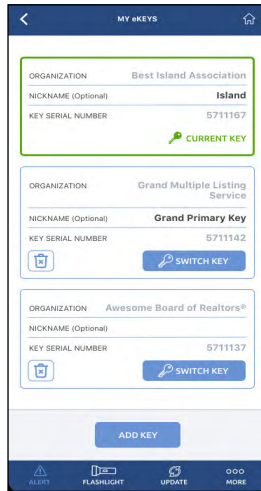 MY eKEYS
ORGANIZATION Best Island Association
NICKNAME (Optional) Island
KEY SERIAL NUMBER 5711167
CURRENT KEY
ORGANIZATION Grand Multiple Listing
Service
NICKNAME (Optional) Grand Primary Key
KEY SERIAL NUMBER 5711142
SWITCH KEY
ORGANIZATION Awesome Board of Realtors®
NICKNAME (Optional)
KEY SERIAL NUMBER 5711137
SWITCH KEY
ADD KEY
ALERT FLASHLIGHT UPDATE MORE